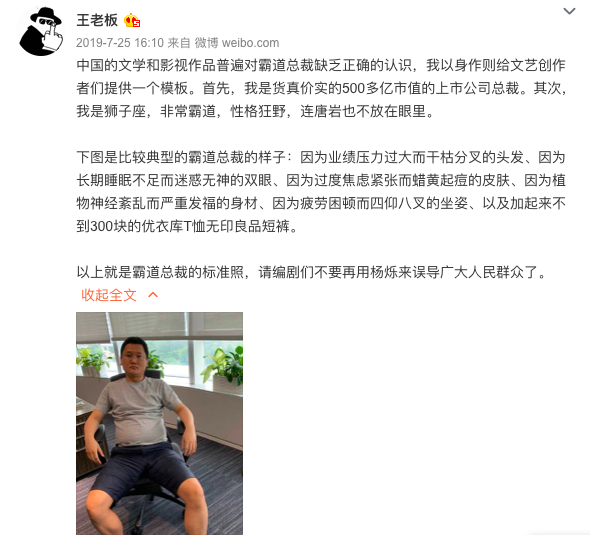 王老板
2019-7-25 16:10 来自 微博 weibo.com
中国的文学和影视作品普遍对霸道总裁缺乏正确的认识，我以身作则给文艺创作
者们提供一个模板。首先，我是货真价实的500多亿市值的上市公司总裁。其次，
我是狮子座，非常霸道，性格狂野，连唐岩也不放在眼里。
下图是比较典型的霸道总裁的样子：因为业绩压力过大而干枯分叉的头发、因为
长期睡眠不足而迷惑无神的双眼、因为过度焦虑紧张而蜡黄起痘的皮肤、因为植
物神经紊乱而严重发福的身材、因为疲劳困顿而四仰八叉的坐姿、以及加起来不
到300块的优衣库T恤无印良品短裤。
以上就是霸道总裁的标准照，请编剧们不要再用杨烁来误导广大人民群众了。
收起全文